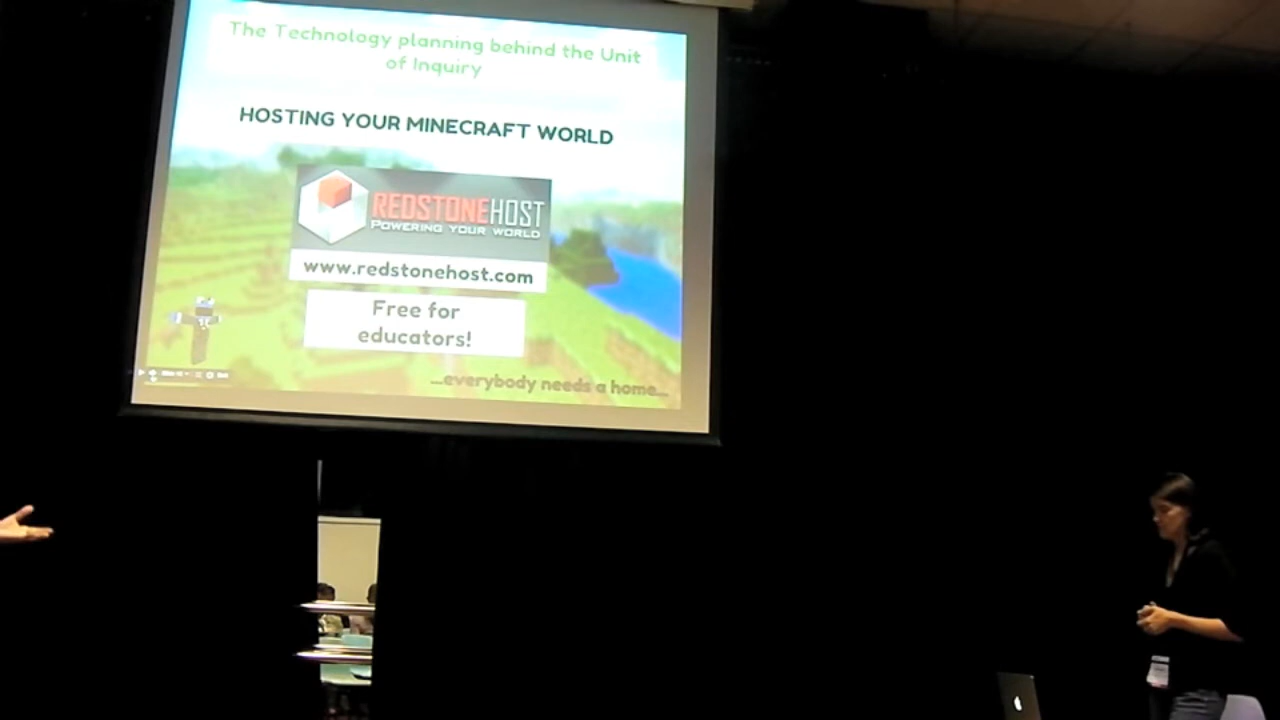 The Technology planning behind the Unit
of Inquiry
HOSTING YOUR MINECRAFT WORLD
REDSTONEHOST
POWERING YOUR WORLD
www.redstonehost.com
Free for
educators!
...everybody needs a home...